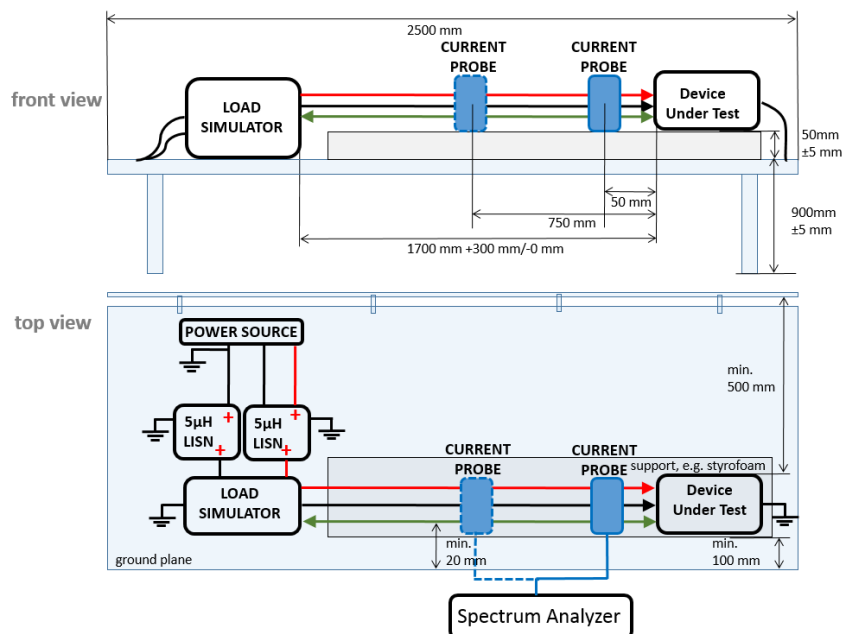 2500 mm
front view
CURRENT
PROBE
CURRENT
PROBE
LOAD
SIMULATOR
Device
Under Test
50mm
±5 mm
50 mm
750 mm
900mm
±5 mm
1700 mm +300 mm/-0 mm
top view
POWER SOURCE
min.
500 mm
5µH
LISN
+
+
5µH
LISN
+
+
CURRENT
PROBE
CURRENT
PROBE
support, e.g. styrofoam
LOAD
SIMULATOR
Device
Under Test
min.
20 mm
min.
100 mm
ground plane
Spectrum Analyzer